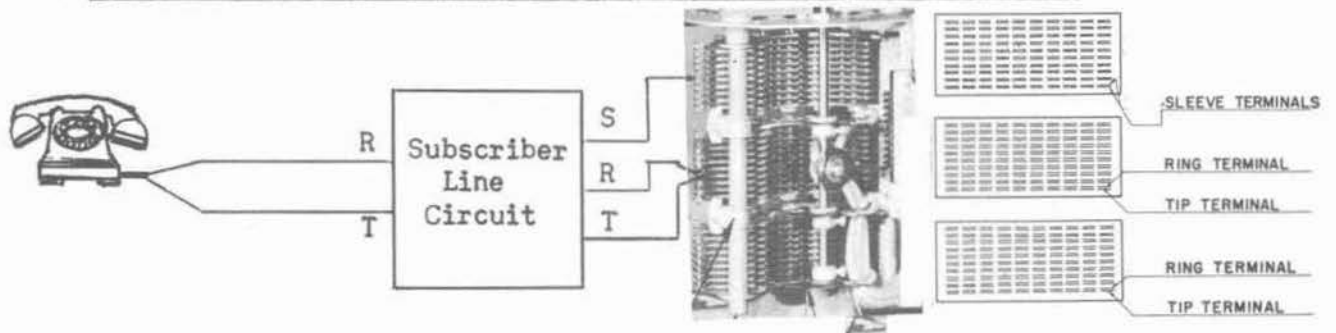 R
T
Subscriber
Line
Circuit
S
R
T
SLEEVE TERMINALS
RING TERMINAL
TIP TERMINAL
RING TERMINAL
TIP TERMINAL